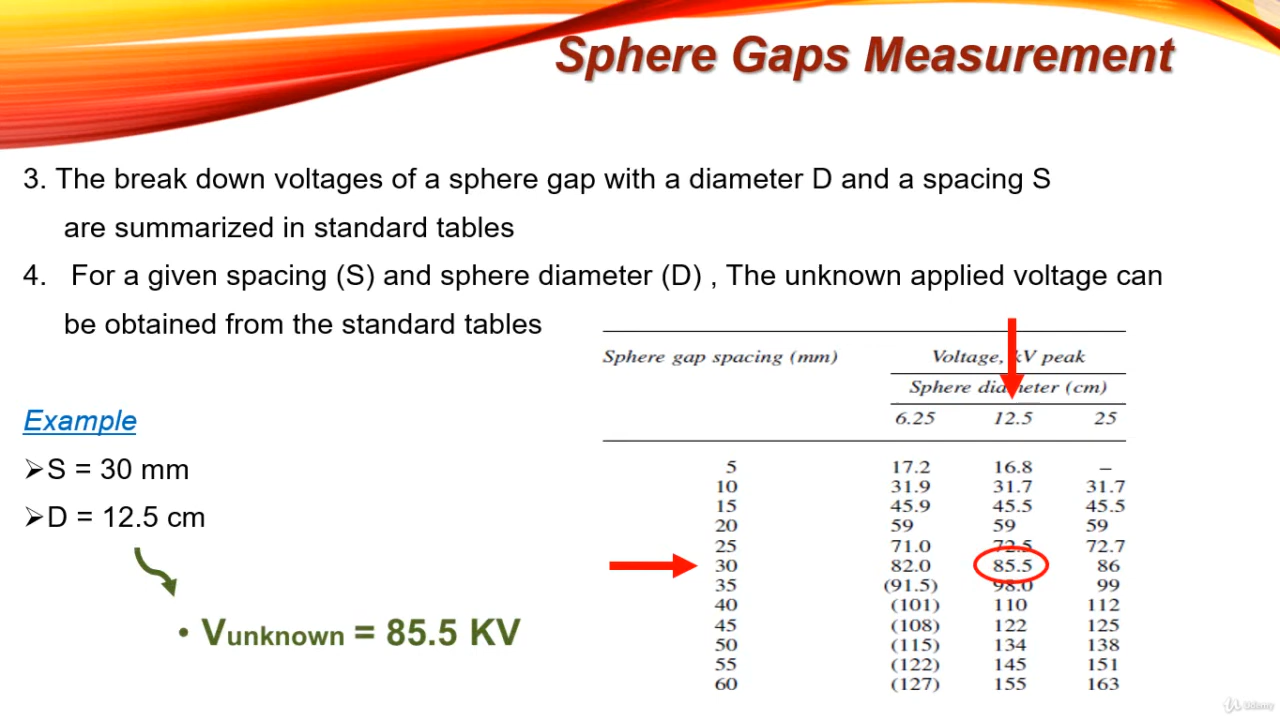 Sphere Gaps Measurement
3. The break down voltages of a sphere gap with a diameter D and a spacing S
are summarized in standard tables
4. For a given spacing (S) and sphere diameter (D) , The unknown applied voltage can
be obtained from the standard tables
Example
➢S = 30 mm
➢D = 12.5 cm
• Vunknown = 85.5 KV
Sphere gap spacing (mm) Voltage, kV peak
Sphere diameter (cm)
6.25 12.5 25
5 17.2 16.8 –
10 31.9 31.7 31.7
15 45.9 45.5 45.5
20 59 59 59
25 71.0 72.5 72.7
30 82.0 85.5 86
35 (91.5) 98.0 99
40 (101) 110 112
45 (108) 122 125
50 (115) 134 138
55 (122) 145 151
60 (127) 155 163
Udemy